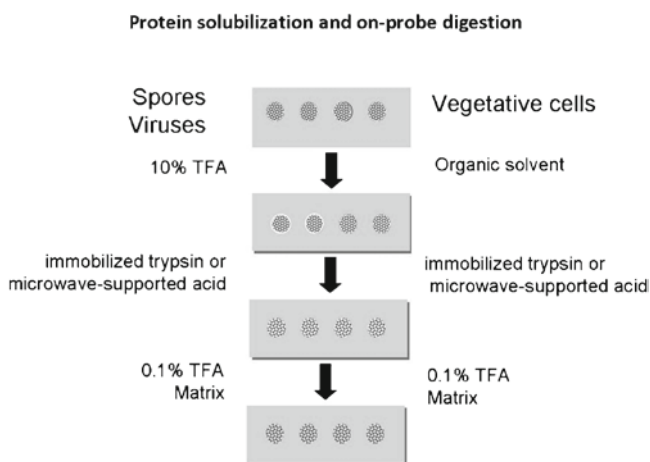 Protein solubilization and on-probe digestion
Spores
Viruses
Vegetative cells
10% TFA
Organic solvent
immobilized trypsin or
microwave-supported acid
immobilized trypsin or
microwave-supported acid
0.1% TFA
Matrix
0.1% TFA
Matrix